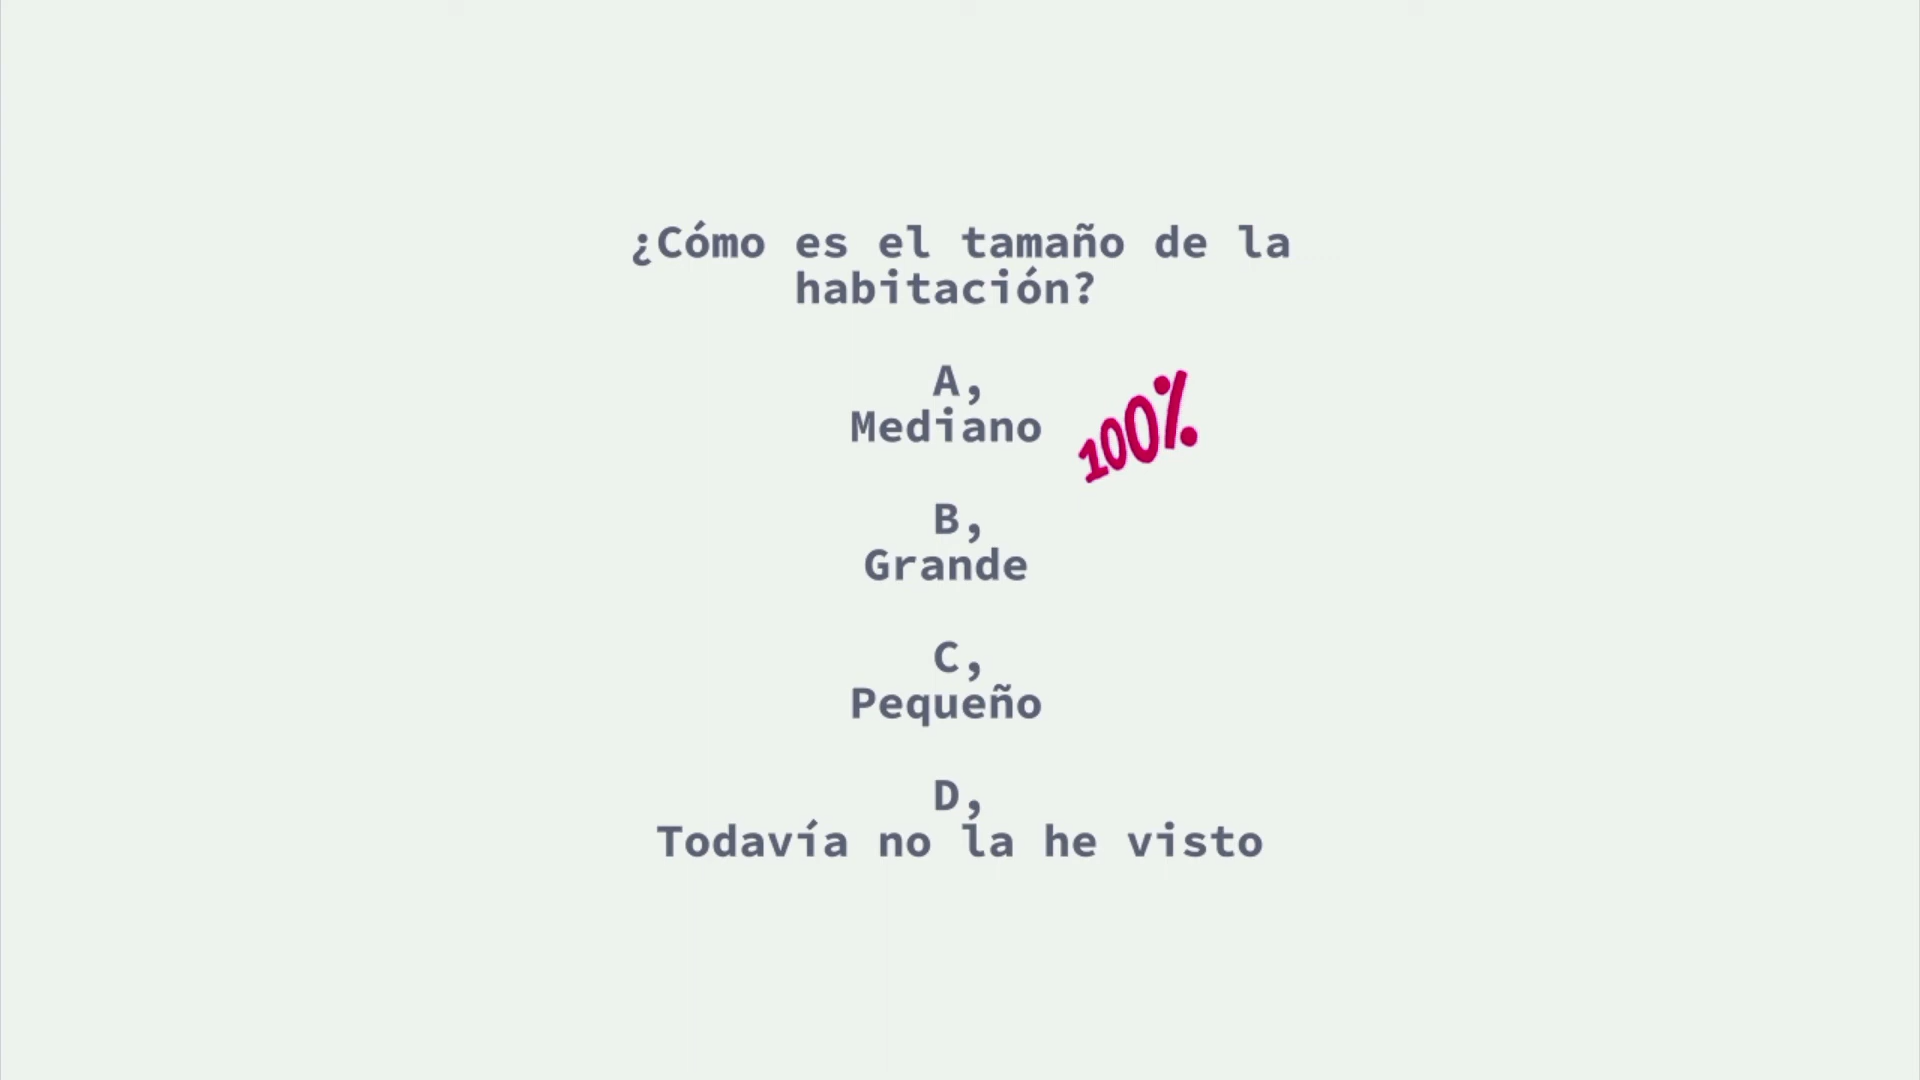 ¿Cómo es el tamaño de la
habitación?
A,
Mediano
100%
B,
Grande
C,
Pequeño
D,
Todavía no la he visto